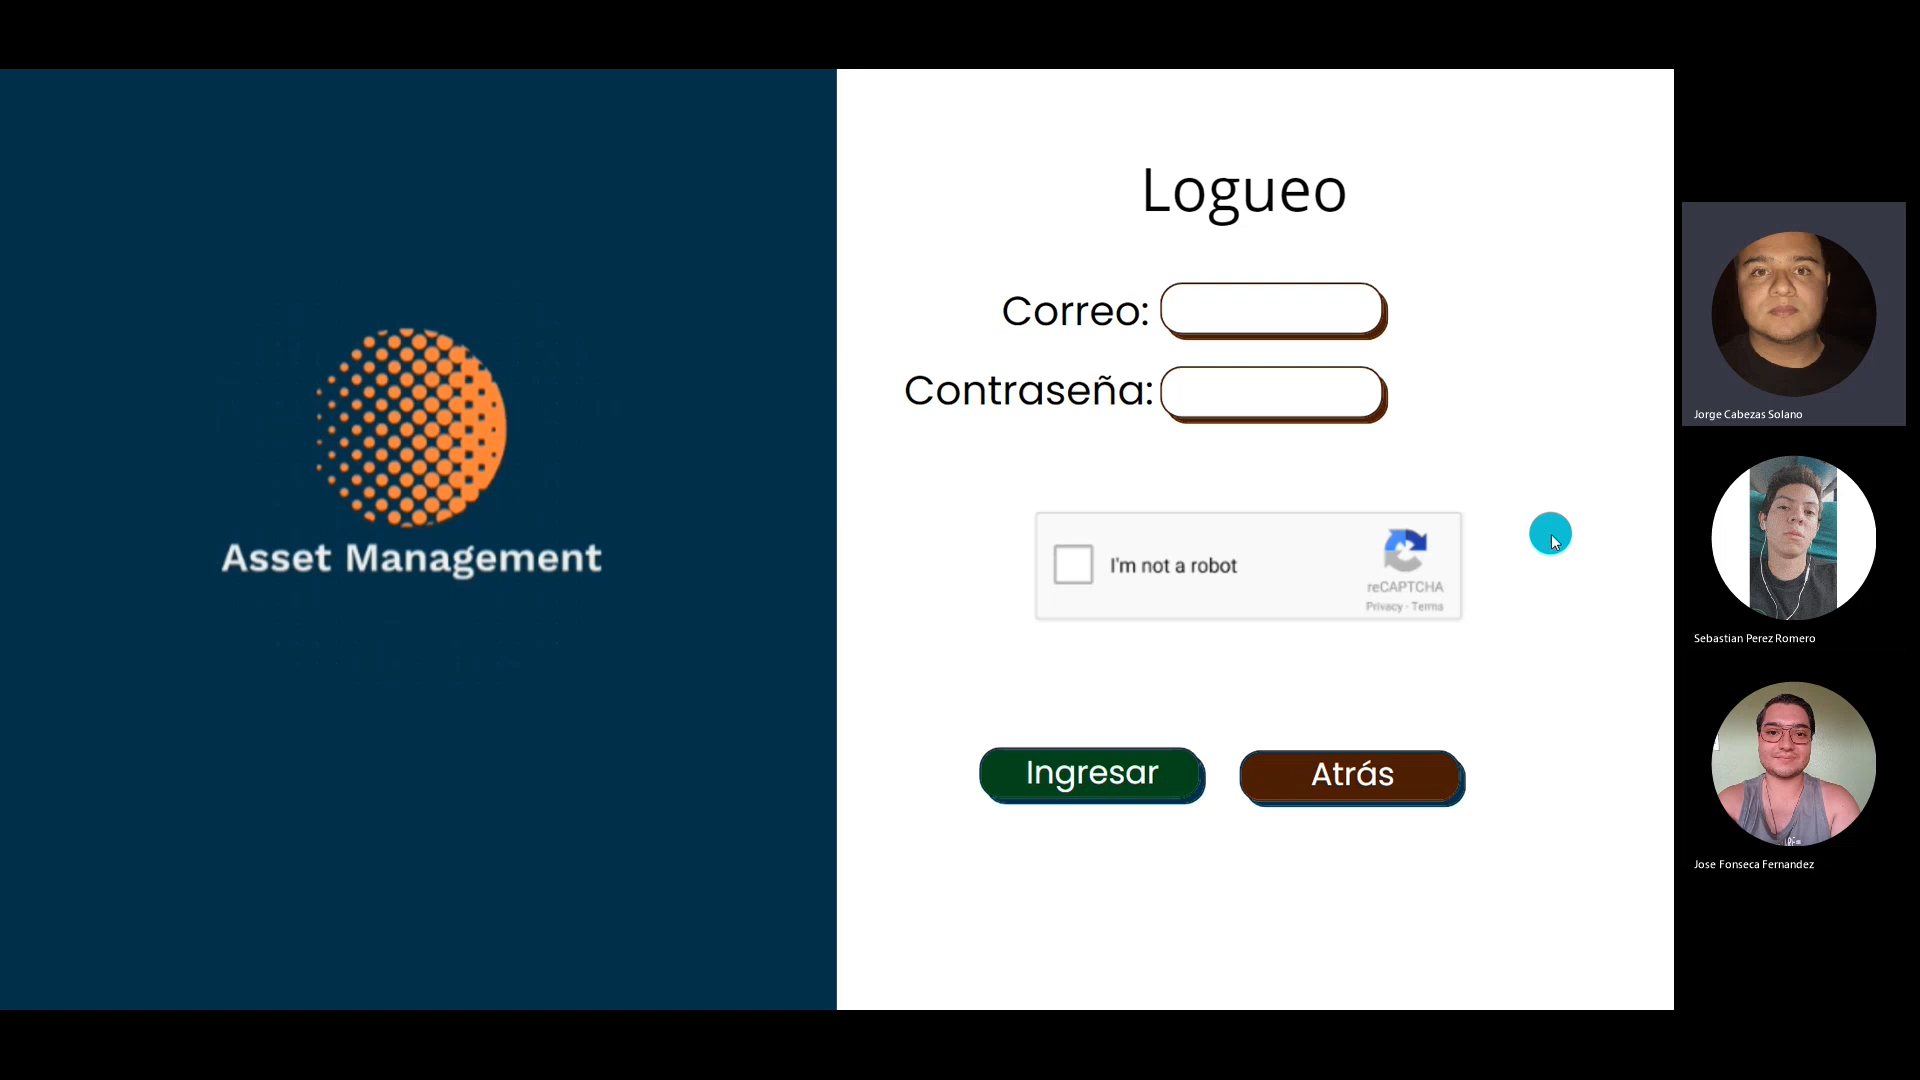 Asset Management
Logueo
Correo:
Contraseña:
I'm not a robot
reCAPTCHA
Privacy - Terms
Ingresar
Atrás
Jorge Cabezas Solano
Sebastian Perez Romero
Jose Fonseca Fernandez